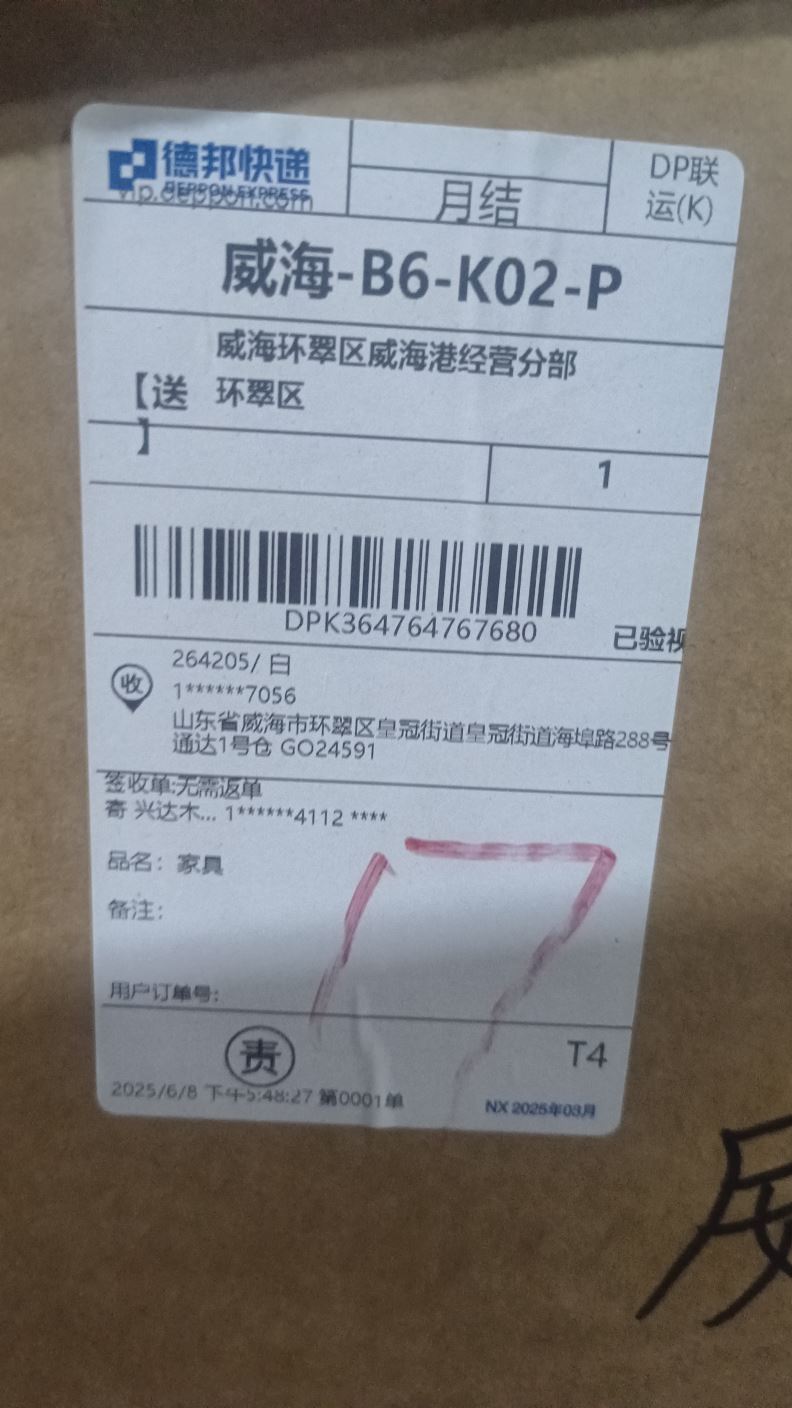 德邦快递
DEPPON EXPRESS
vip.deppon.com
月结
DP联
运(K)
威海-B6-K02-P
威海环翠区威海港经营分部
【送 环翠区
】
1
DPK364764767680
已验视
收
264205/ 白
1******7056
山东省威海市环翠区皇冠街道皇冠街道海埠路288号
通达1号仓 GO24591
签收单:无需返单
寄 兴达木... 1******4112 ****
品名: 家具
备注:
用户订单号:
17
责
T4
2025/6/8 下午5:48:27 第0001单
NX 2025年03月